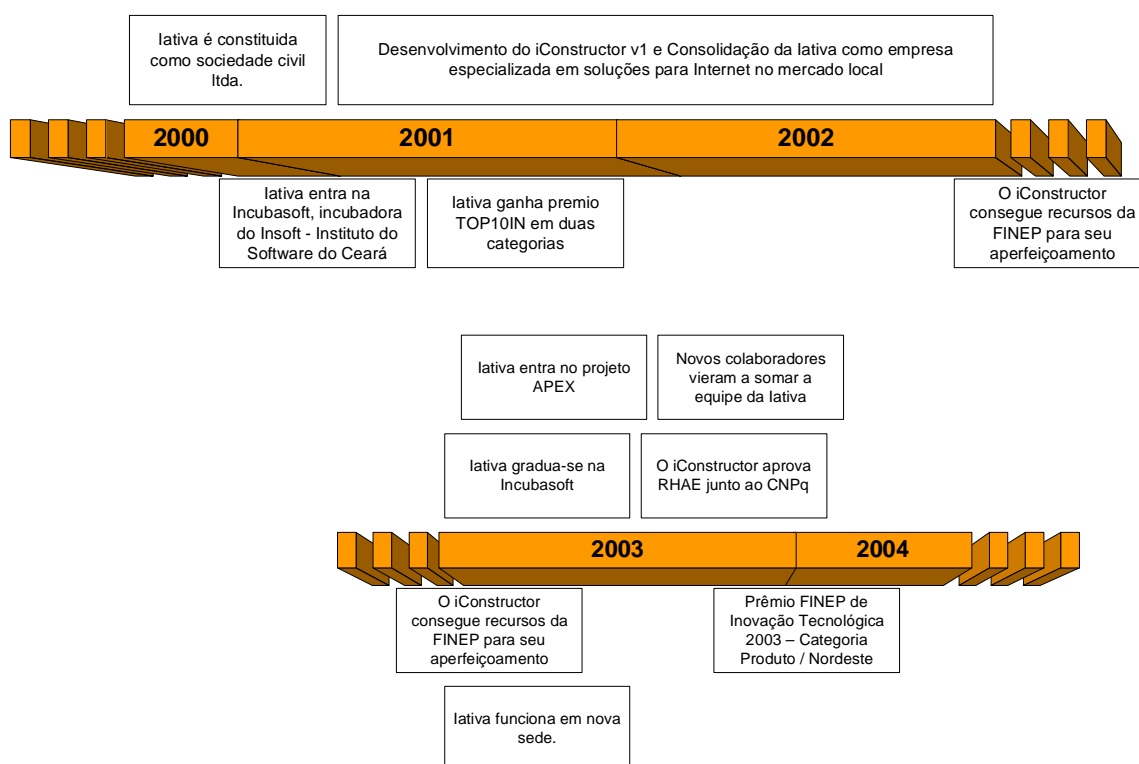 Iativa é constituida
como sociedade civil
ltda.
Desenvolvimento do iConstructor v1 e Consolidação da Iativa como empresa
especializada em soluções para Internet no mercado local
2000
2001
2002
Iativa entra na
Incubasoft, incubadora
do Insoft - Instituto do
Software do Ceará
Iativa ganha premio
TOP10IN em duas
categorias
O iConstructor
consegue recursos da
FINEP para seu
aperfeiçoamento
Iativa entra no projeto
APEX
Novos colaboradores
vieram a somar a
equipe da Iativa
Iativa gradua-se na
Incubasoft
O iConstructor aprova
RHAE junto ao CNPq
2003
2004
O iConstructor
consegue recursos da
FINEP para seu
aperfeiçoamento
Prêmio FINEP de
Inovação Tecnológica
2003 – Categoria
Produto / Nordeste
Iativa funciona em nova
sede.